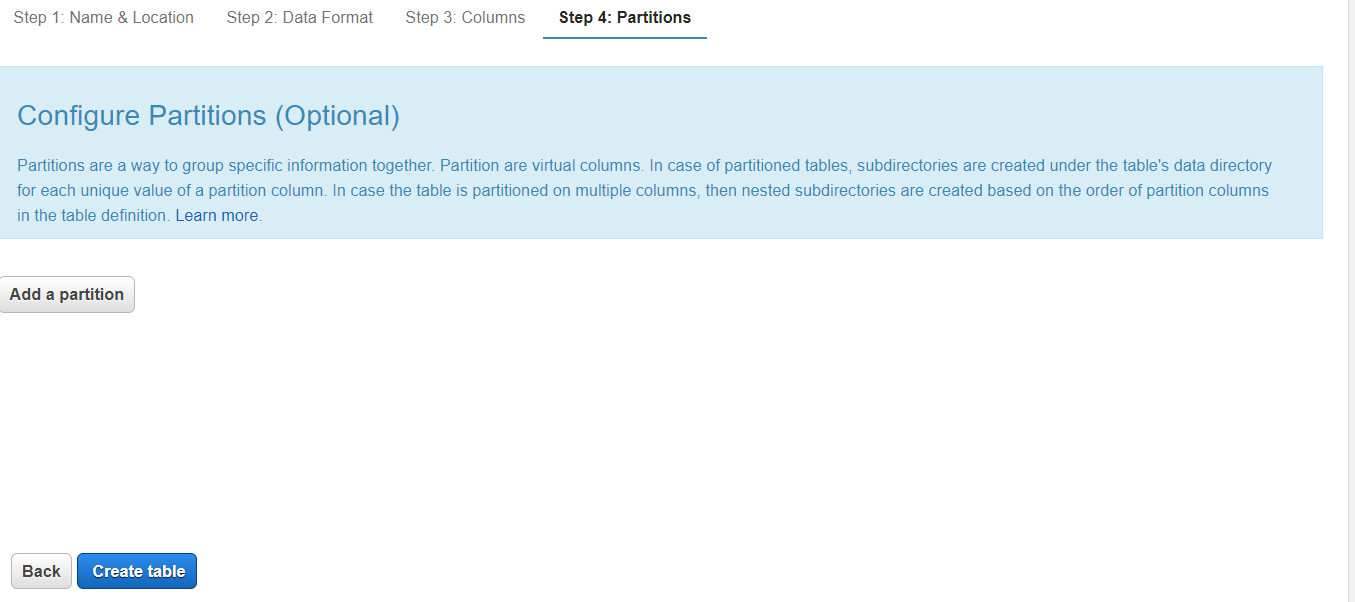 Step 1: Name & Location Step 2: Data Format Step 3: Columns Step 4: Partitions
Configure Partitions (Optional)
Partitions are a way to group specific information together. Partition are virtual columns. In case of partitioned tables, subdirectories are created under the table's data directory
for each unique value of a partition column. In case the table is partitioned on multiple columns, then nested subdirectories are created based on the order of partition columns
in the table definition. Learn more.
Add a partition
Back Create table